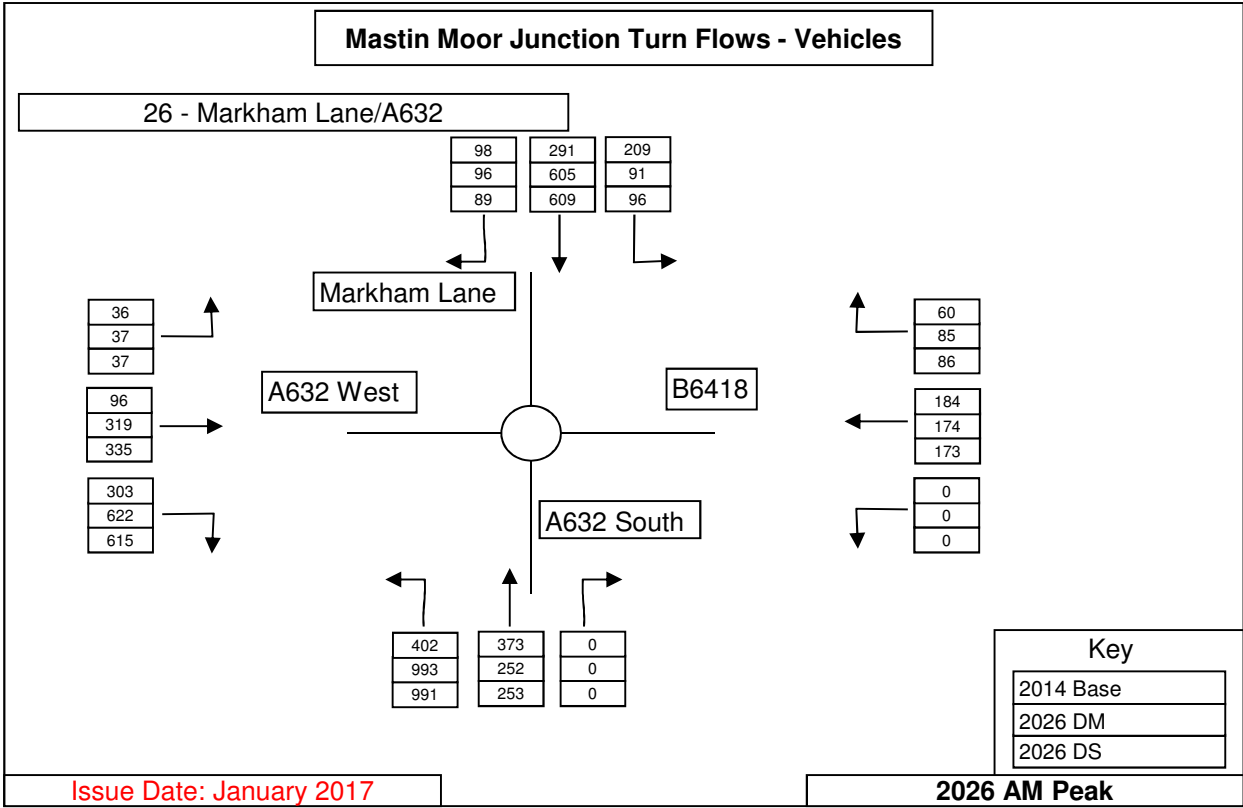 Mastin Moor Junction Turn Flows - Vehicles
26 - Markham Lane/A632
98 291 209
96 605 91
89 609 96
Markham Lane
36
37
37
60
85
86
A632 West
B6418
96
319
335
184
174
173
303
622
615
0
0
0
A632 South
402 373 0
993 252 0
991 253 0
Key
2014 Base
2026 DM
2026 DS
Issue Date: January 2017
2026 AM Peak